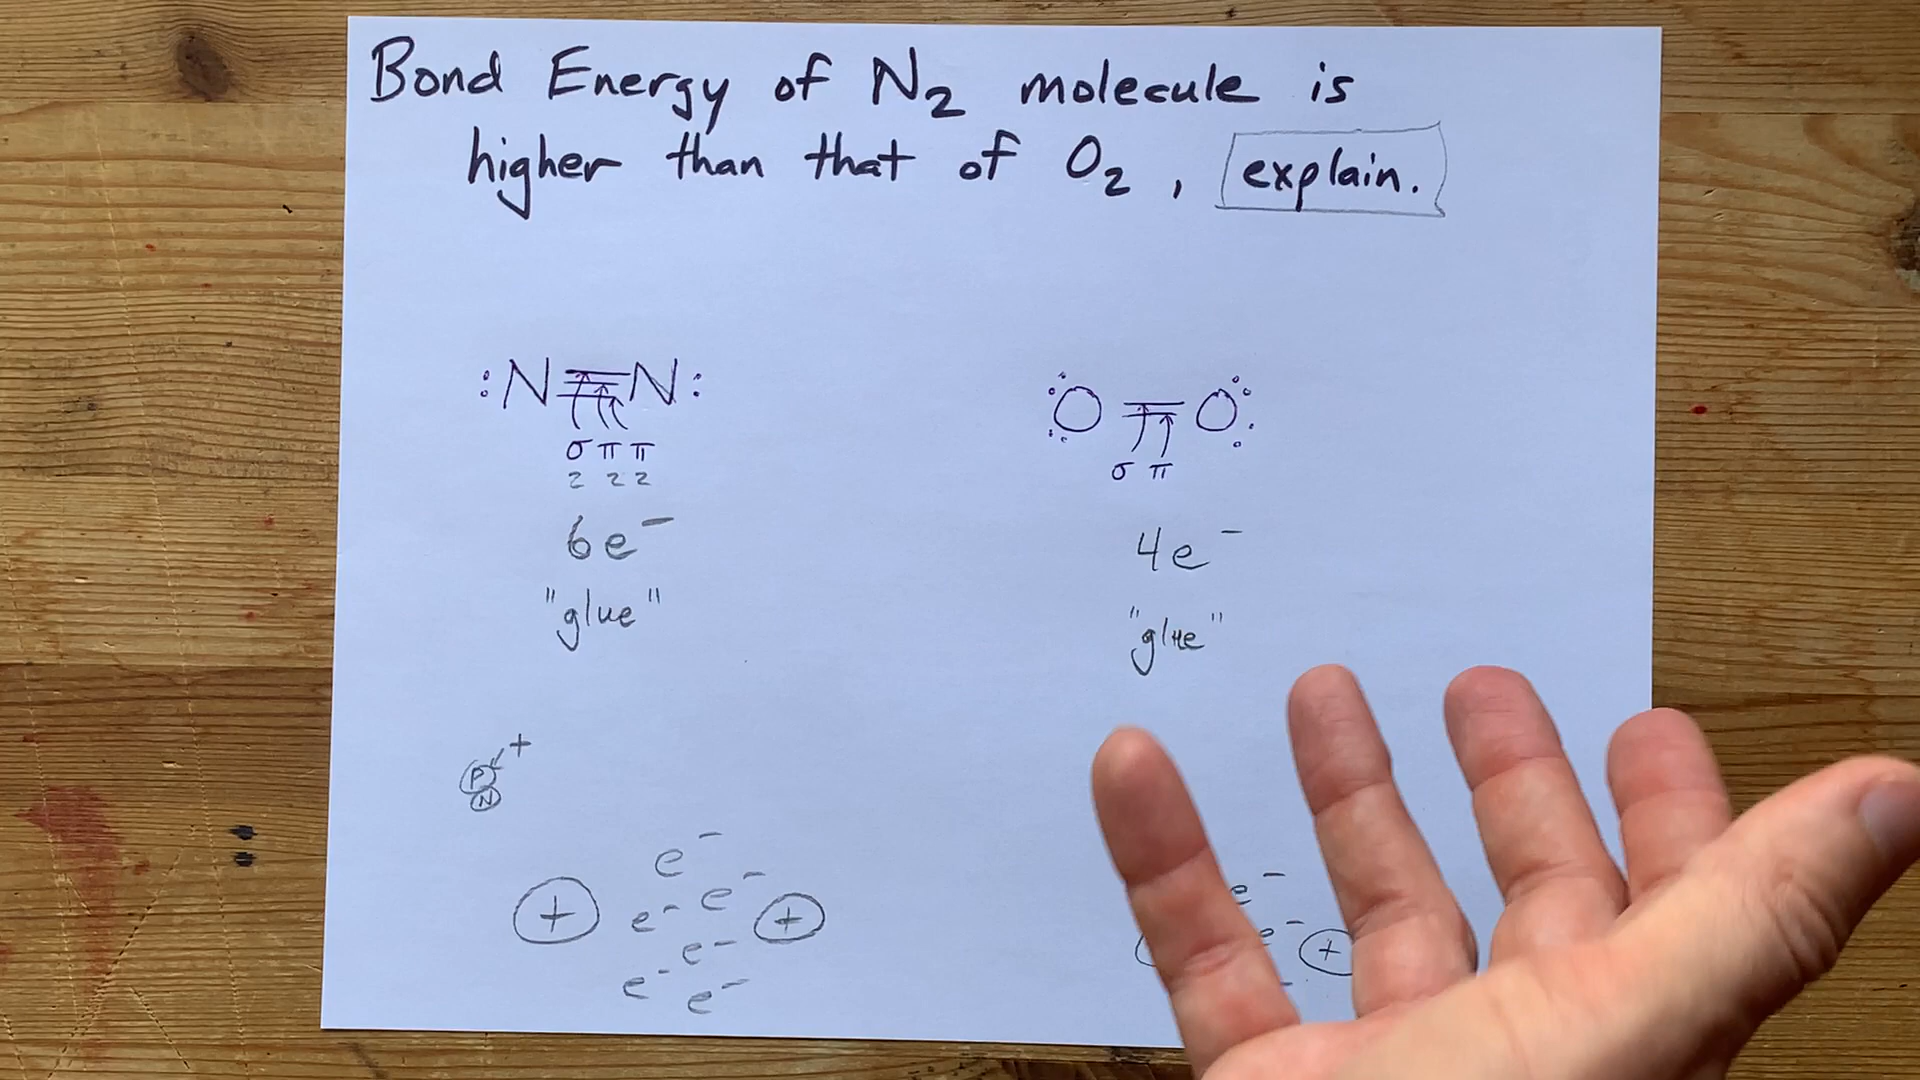 Bond Energy of N2 molecule is
higher than that of O2, explain.
:N≡N:
σ π π
2 2 2
6e⁻
"glue"
O=O
σ π
4e⁻
"glue"
+
P
N
e⁻
+ e⁻ e⁻ +
e⁻
e⁻ e⁻
e⁻
e⁻ +